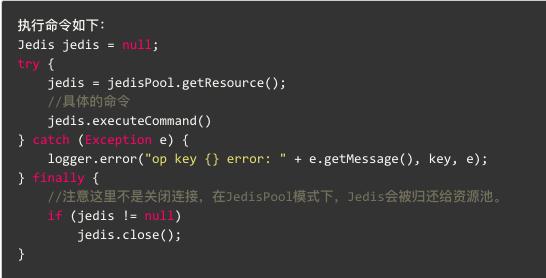 执行命令如下：
Jedis jedis = null;
try {
    jedis = jedisPool.getResource();
    //具体的命令
    jedis.executeCommand()
} catch (Exception e) {
    logger.error("op key {} error: " + e.getMessage(), key, e);
} finally {
    //注意这里不是关闭连接，在JedisPool模式下，Jedis会被归还给资源池。
    if (jedis != null)
        jedis.close();
}